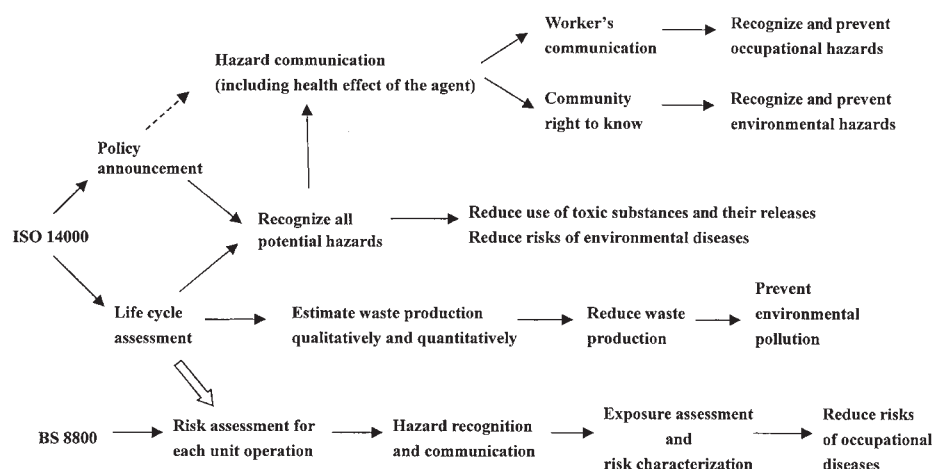 Worker's
communication
Recognize and prevent
occupational hazards
Hazard communication
(including health effect of the agent)
Community
right to know
Recognize and prevent
environmental hazards
Policy
announcement
ISO 14000
Recognize all
potential hazards
Reduce use of toxic substances and their releases
Reduce risks of environmental diseases
Life cycle
assessment
Estimate waste production
qualitatively and quantitatively
Reduce waste
production
Prevent
environmental
pollution
BS 8800
Risk assessment for
each unit operation
Hazard recognition
and communication
Exposure assessment
and
risk characterization
Reduce risks
of occupational
diseases